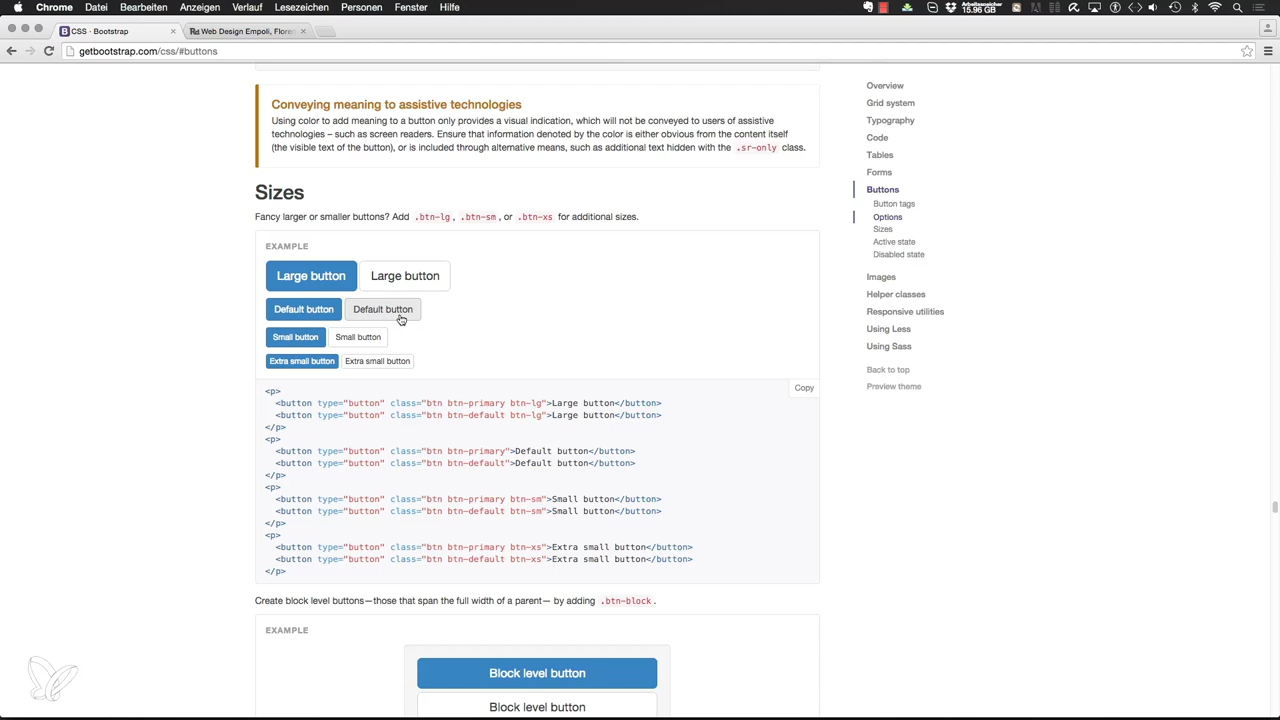 Chrome Datei Bearbeiten Anzeigen Verlauf Lesezeichen Personen Fenster Hilfe
Arbeitsspeicher
15.96 GB
CSS · Bootstrap
Web Design Empoli, Floren
getbootstrap.com/css/#buttons
Conveying meaning to assistive technologies
Using color to add meaning to a button only provides a visual indication, which will not be conveyed to users of assistive
technologies – such as screen readers. Ensure that information denoted by the color is either obvious from the content itself
(the visible text of the button), or is included through alternative means, such as additional text hidden with the .sr-only class.
Sizes
Fancy larger or smaller buttons? Add .btn-lg, .btn-sm, or .btn-xs for additional sizes.
EXAMPLE
Large button Large button
Default button Default button
Small button Small button
Extra small button Extra small button
Copy
<p>
<button type="button" class="btn btn-primary btn-lg">Large button</button>
<button type="button" class="btn btn-default btn-lg">Large button</button>
</p>
<p>
<button type="button" class="btn btn-primary">Default button</button>
<button type="button" class="btn btn-default">Default button</button>
</p>
<p>
<button type="button" class="btn btn-primary btn-sm">Small button</button>
<button type="button" class="btn btn-default btn-sm">Small button</button>
</p>
<p>
<button type="button" class="btn btn-primary btn-xs">Extra small button</button>
<button type="button" class="btn btn-default btn-xs">Extra small button</button>
</p>
Create block level buttons—those that span the full width of a parent— by adding .btn-block.
EXAMPLE
Block level button
Block level button
Overview
Grid system
Typography
Code
Tables
Forms
Buttons
Button tags
Options
Sizes
Active state
Disabled state
Images
Helper classes
Responsive utilities
Using Less
Using Sass
Back to top
Preview theme